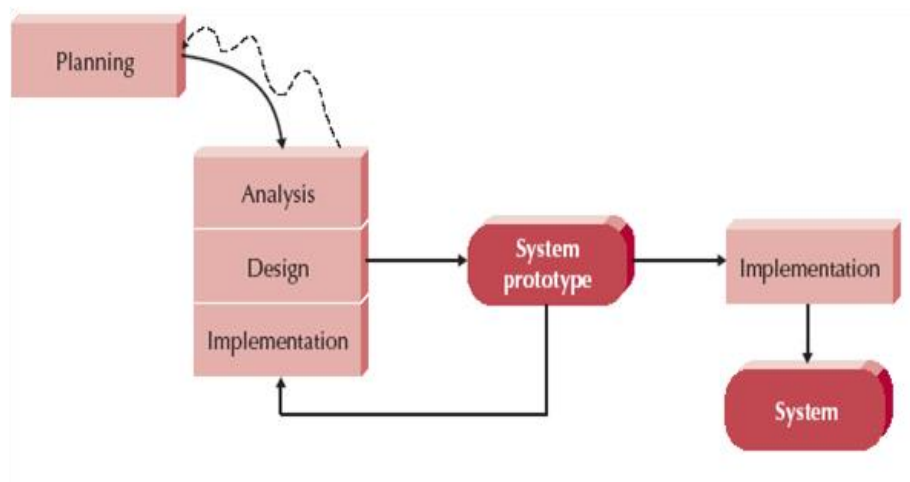 Planning
Analysis
Design
Implementation
System
prototype
Implementation
System